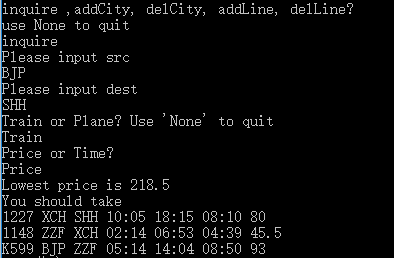 inquire ,addCity, delCity, addLine, delLine?
use None to quit
inquire
Please input src
BJP
Please input dest
SHH
Train or Plane? Use 'None' to quit
Train
Price or Time?
Price
Lowest price is 218.5
You should take
1227 XCH SHH 10:05 18:15 08:10 80
1148 ZZF XCH 02:14 06:53 04:39 45.5
K599 BJP ZZF 05:14 14:04 08:50 93